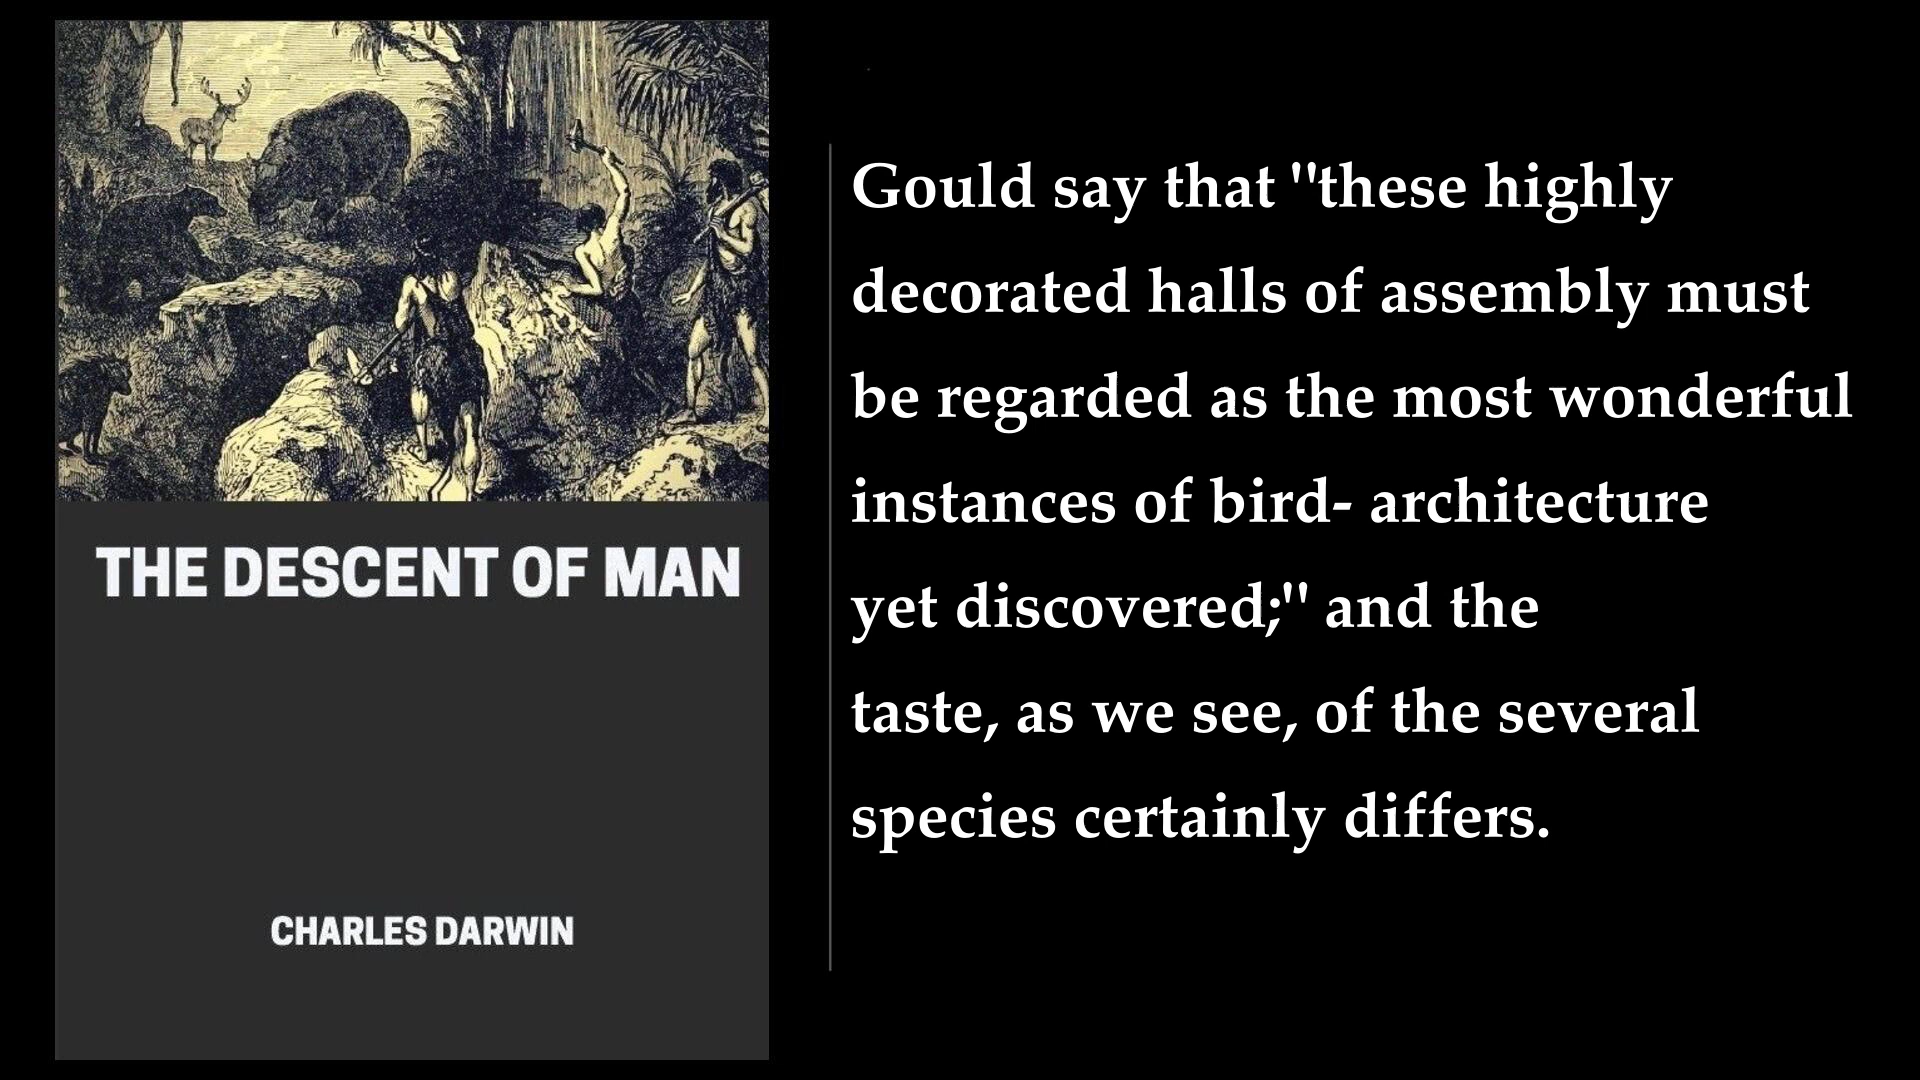 THE DESCENT OF MAN
CHARLES DARWIN
Gould say that "these highly
decorated halls of assembly must
be regarded as the most wonderful
instances of bird- architecture
yet discovered;" and the
taste, as we see, of the several
species certainly differs.